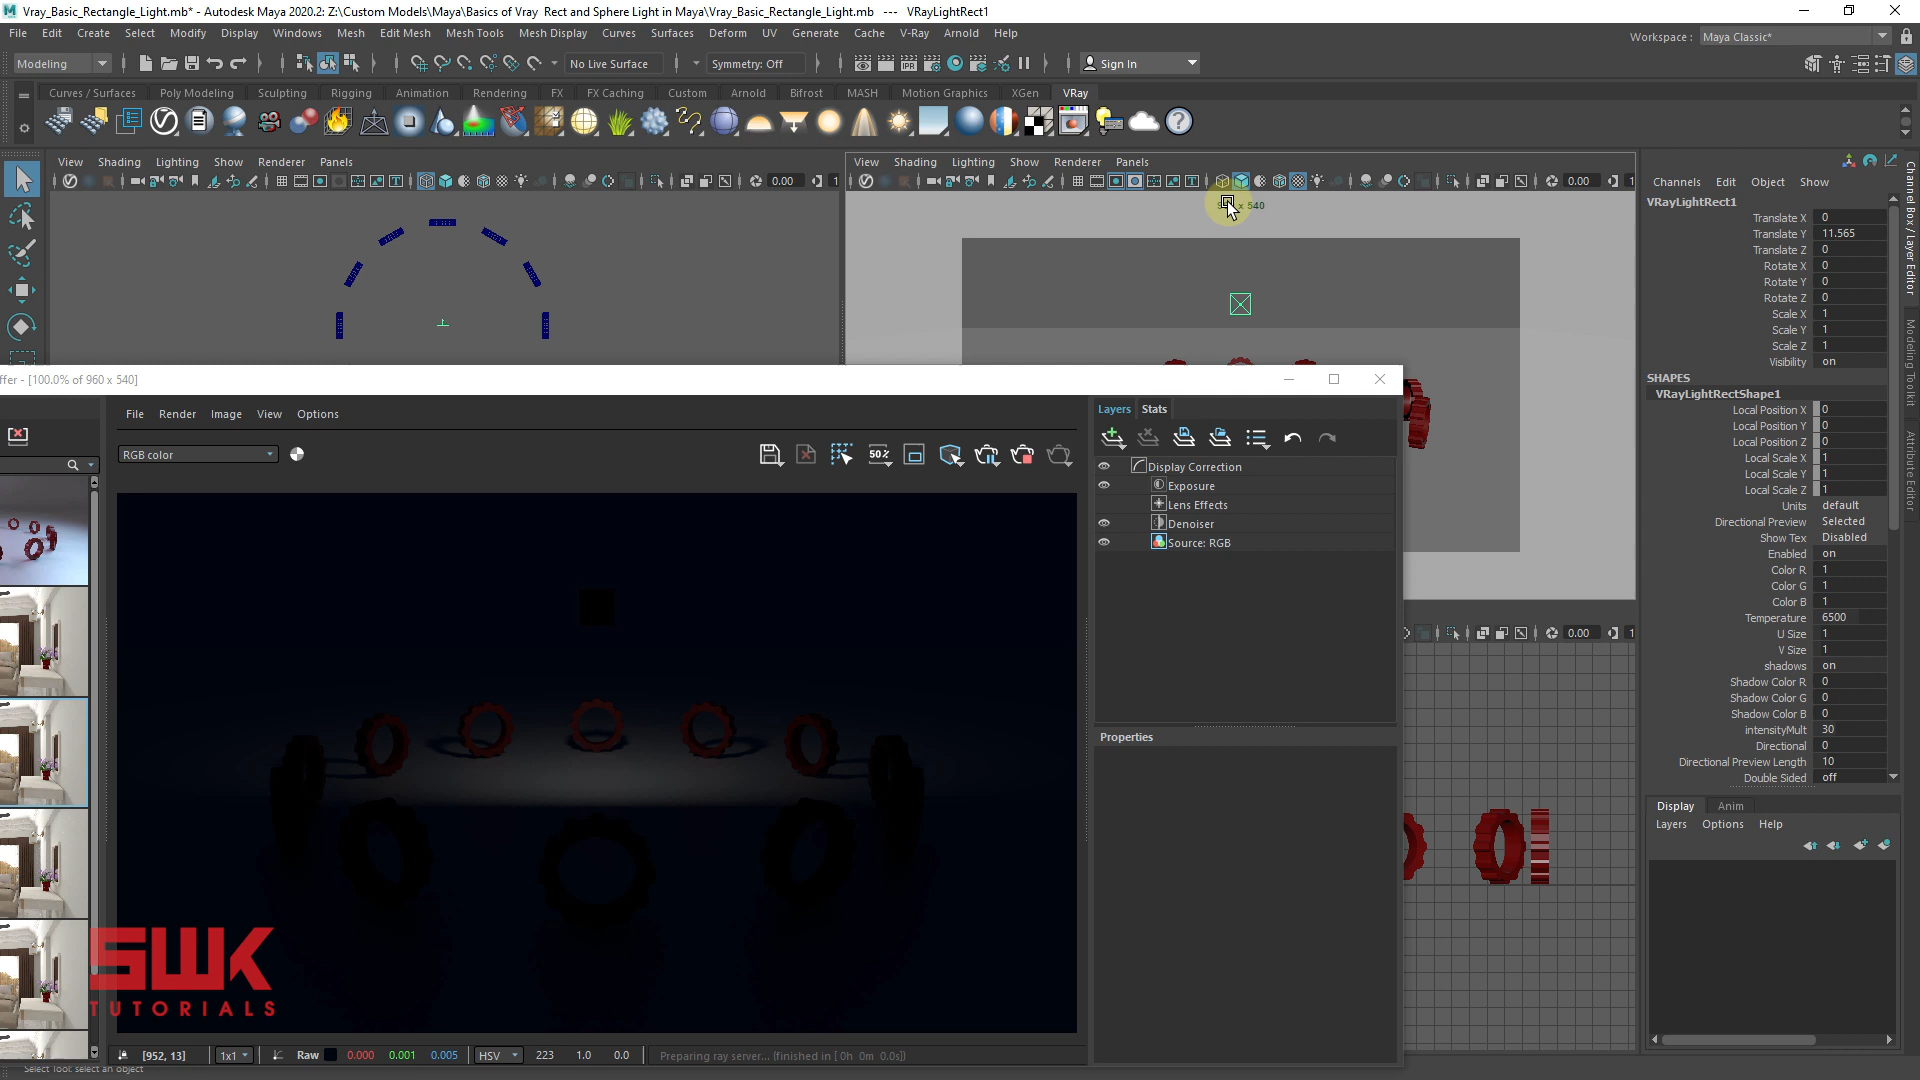 Vray_Basic_Rectangle_Light.mb* - Autodesk Maya 2020.2: Z:\Custom Models\Maya\Basics of Vray  Rect and Sphere Light in Maya\Vray_Basic_Rectangle_Light.mb   ---   VRayLightRect1
File Edit Create Select Modify Display Windows Mesh Edit Mesh Mesh Tools Mesh Display Curves Surfaces Deform UV Generate Cache V-Ray Arnold Help
Workspace : Maya Classic*
Modeling
No Live Surface
Symmetry: Off
Sign In
Curves / Surfaces Poly Modeling Sculpting Rigging Animation Rendering FX FX Caching Custom Arnold Bifrost MASH Motion Graphics XGen VRay
View Shading Lighting Show Renderer Panels
0.00
View Shading Lighting Show Renderer Panels
0.00 1
x 540
Channels Edit Object Show
VRayLightRect1
Translate X 0
Translate Y 11.565
Translate Z 0
Rotate X 0
Rotate Y 0
Rotate Z 0
Scale X 1
Scale Y 1
Scale Z 1
Visibility on
SHAPES
VRayLightRectShape1
Local Position X 0
Local Position Y 0
Local Position Z 0
Local Scale X 1
Local Scale Y 1
Local Scale Z 1
Units default
Directional Preview Selected
Show Tex Disabled
Enabled on
Color R 1
Color G 1
Color B 1
Temperature 6500
U Size 1
V Size 1
shadows on
Shadow Color R 0
Shadow Color G 0
Shadow Color B 0
intensityMult 30
Directional 0
Directional Preview Length 10
Double Sided off
Channel Box / Layer Editor
Modeling Toolkit
Attribute Editor
Display Anim
Layers Options Help
ffer - [100.0% of 960 x 540]
File Render Image View Options
RGB color
50%
Layers Stats
Display Correction
Exposure
Lens Effects
Denoiser
Source: RGB
Properties
0.00 1
SWK
TUTORIALS
[952, 13] 1x1 Raw 0.000 0.001 0.005 HSV 223 1.0 0.0 Preparing ray server... (finished in [ 0h  0m  0.0s])
Select Tool: select an object